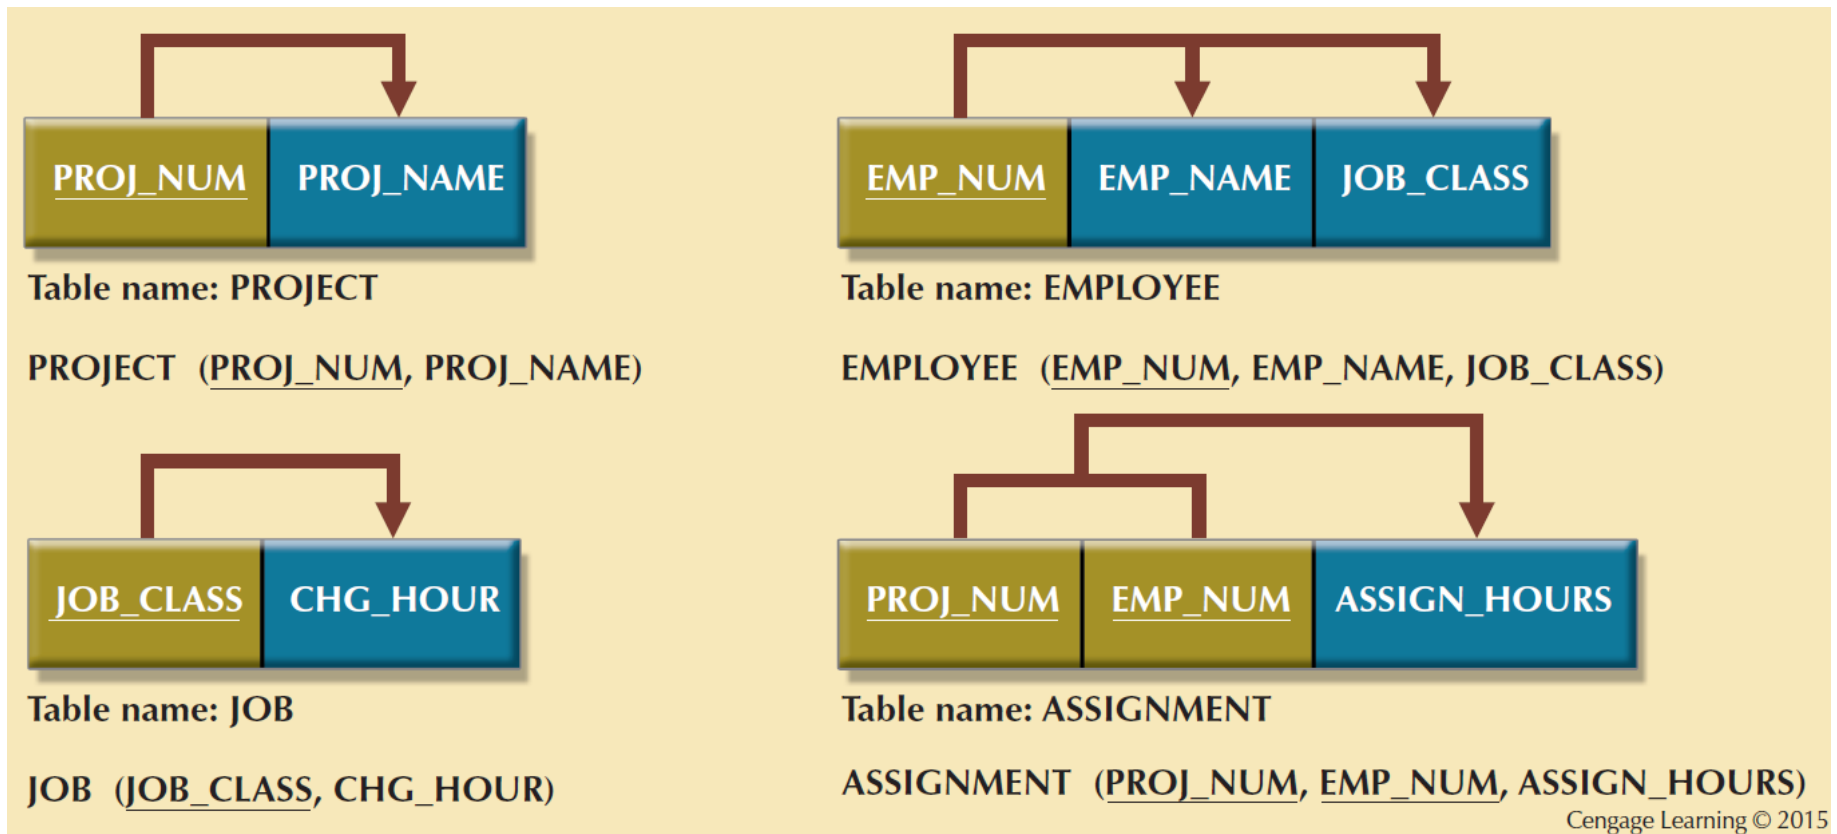 PROJ_NUM PROJ_NAME
Table name: PROJECT
PROJECT (PROJ_NUM, PROJ_NAME)
EMP_NUM EMP_NAME JOB_CLASS
Table name: EMPLOYEE
EMPLOYEE (EMP_NUM, EMP_NAME, JOB_CLASS)
JOB_CLASS CHG_HOUR
Table name: JOB
JOB (JOB_CLASS, CHG_HOUR)
PROJ_NUM EMP_NUM ASSIGN_HOURS
Table name: ASSIGNMENT
ASSIGNMENT (PROJ_NUM, EMP_NUM, ASSIGN_HOURS)
Cengage Learning © 2015